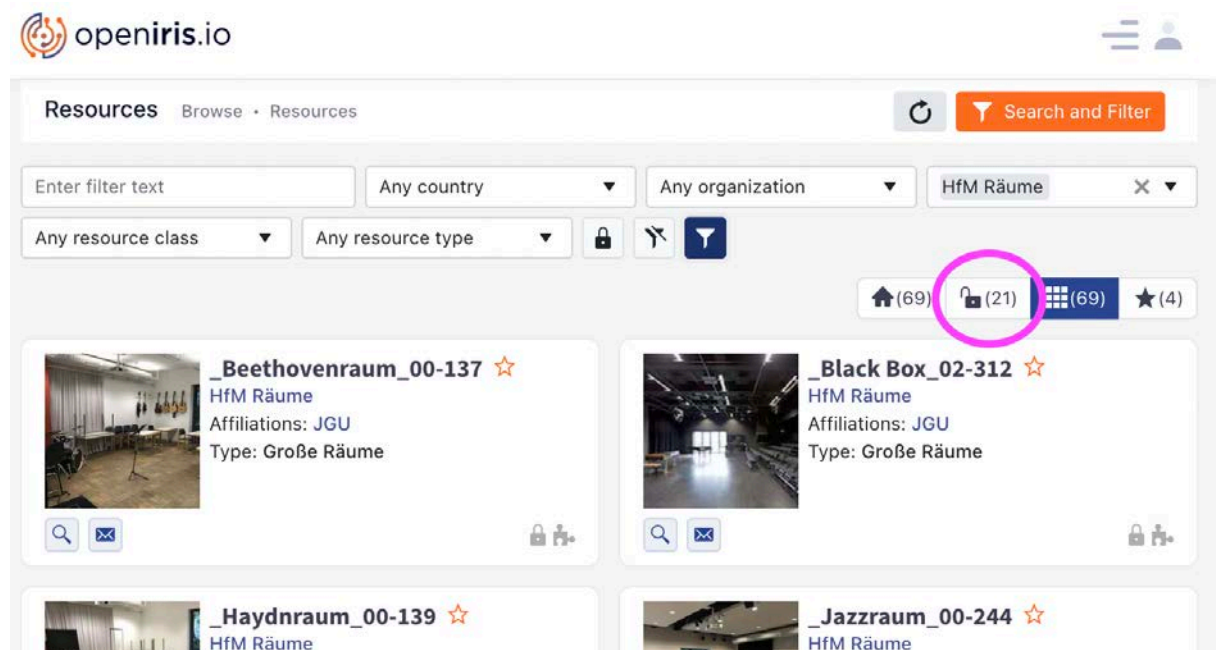 openiris.io
Resources Browse • Resources
Search and Filter
Enter filter text
Any country
Any organization
HfM Räume
Any resource class
Any resource type
(69)
(21)
(69)
(4)
_Beethovenraum_00-137
HfM Räume
Affiliations: JGU
Type: Große Räume
_Black Box_02-312
HfM Räume
Affiliations: JGU
Type: Große Räume
_Haydnraum_00-139
HfM Räume
_Jazzraum_00-244
HfM Räume